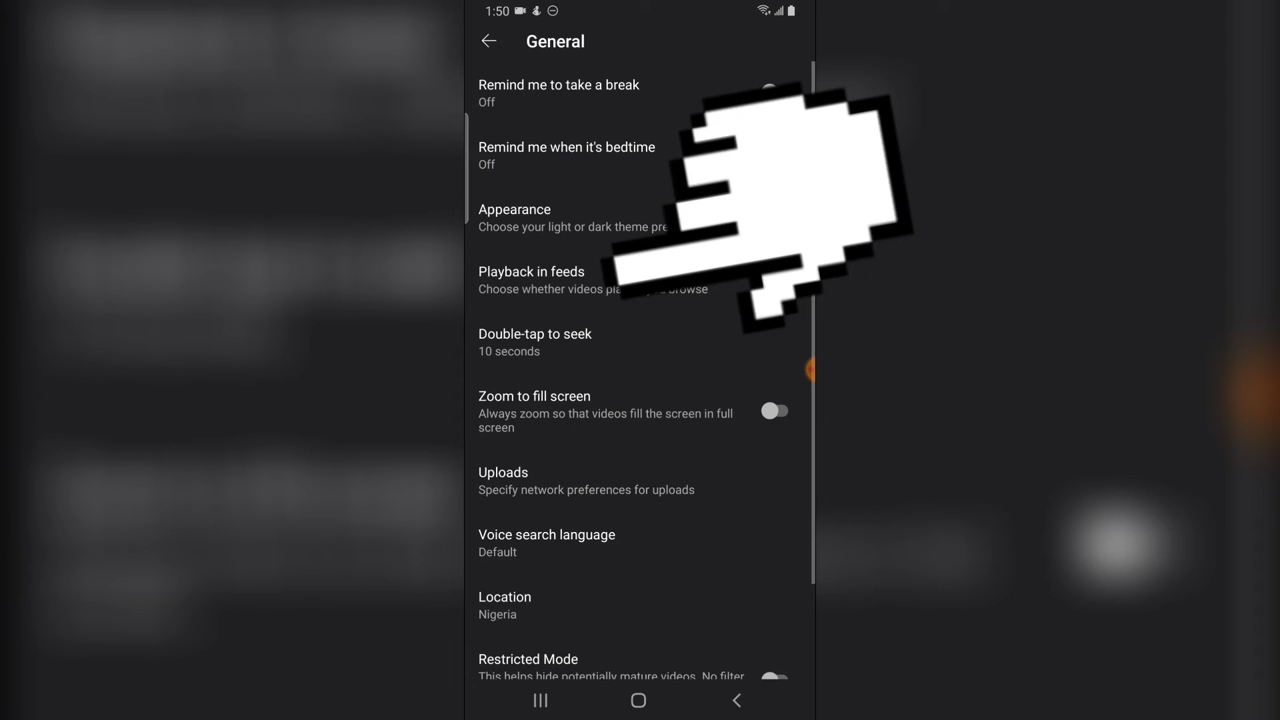 1:50
General
Remind me to take a break
Off
Remind me when it's bedtime
Off
Appearance
Choose your light or dark theme pre
Playback in feeds
Choose whether videos browse
Double-tap to seek
10 seconds
Zoom to fill screen
Always zoom so that videos fill the screen in full
screen
Uploads
Specify network preferences for uploads
Voice search language
Default
Location
Nigeria
Restricted Mode
This helps hide potentially mature videos. No filter